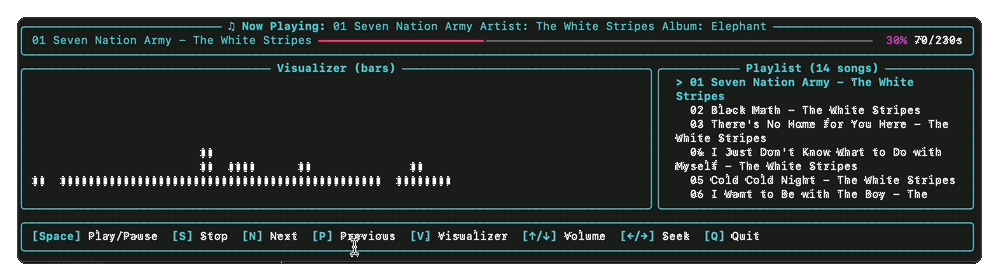 ♫ Now Playing: 01 Seven Nation Army Artist: The White Stripes Album: Elephant
01 Seven Nation Army – The White Stripes 30% 70/230s
Visualizer (bars)
Playlist (14 songs)
> 01 Seven Nation Army – The White
Stripes
02 Black Math – The White Stripes
03 There's No Home for You Here – The
White Stripes
04 I Just Don't Know What to Do with
Myself – The White Stripes
05 Cold Cold Night – The White Stripes
06 I Want to Be with The Boy – The
[Space] Play/Pause [S] Stop [N] Next [P] Previous [V] Visualizer [↑/↓] Volume [←/→] Seek [Q] Quit